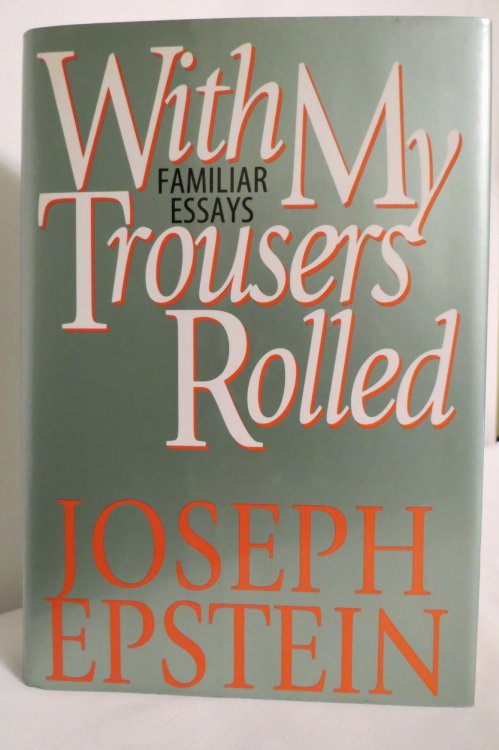 With My
FAMILIAR
ESSAYS
Trousers
Rolled
JOSEPH
EPSTEIN